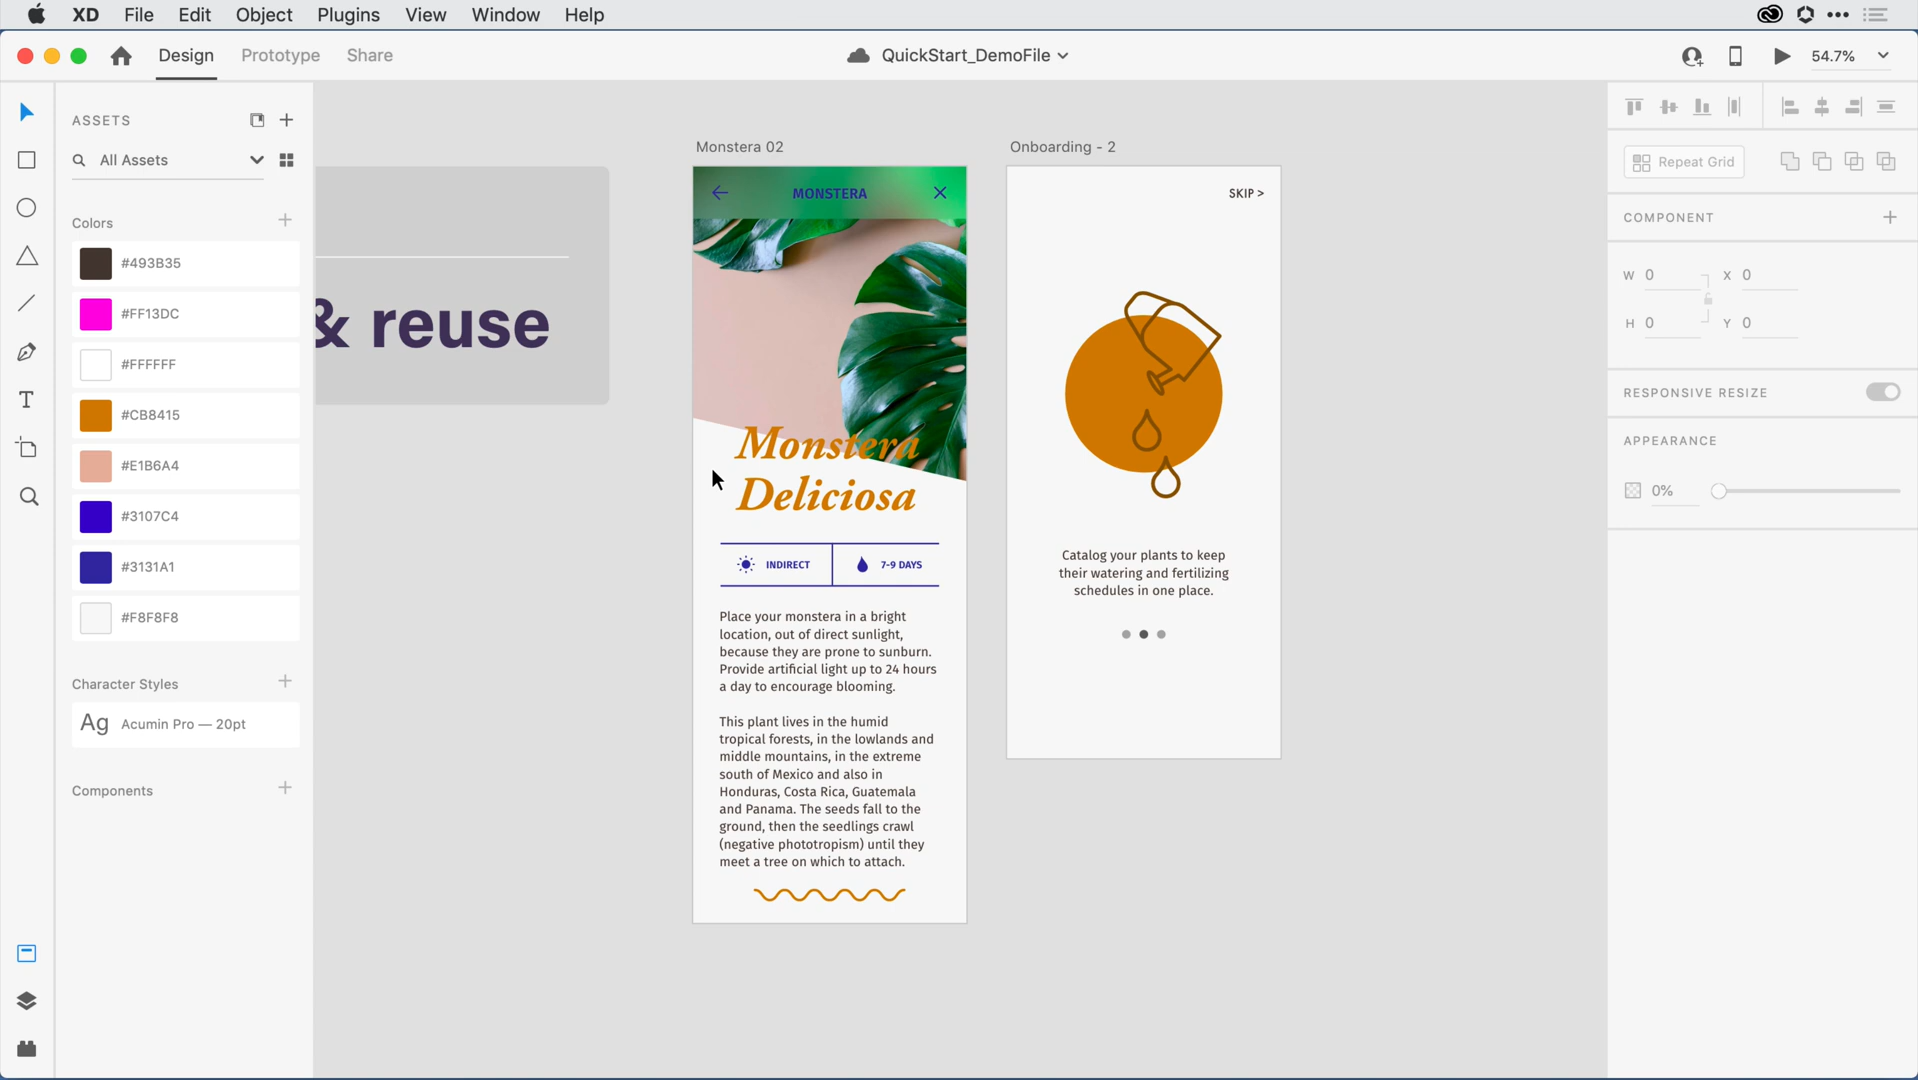 XD File Edit Object Plugins View Window Help
Design Prototype Share
QuickStart_DemoFile
54.7%
ASSETS
All Assets
Colors
#493B35
#FF13DC
#FFFFFF
#CB8415
#E1B6A4
#3107C4
#3131A1
#F8F8F8
Character Styles
Ag Acumin Pro — 20pt
Components
& reuse
Monstera 02
MONSTERA
Monstera
Deliciosa
INDIRECT
7-9 DAYS
Place your monstera in a bright
location, out of direct sunlight,
because they are prone to sunburn.
Provide artificial light up to 24 hours
a day to encourage blooming.
This plant lives in the humid
tropical forests, in the lowlands and
middle mountains, in the extreme
south of Mexico and also in
Honduras, Costa Rica, Guatemala
and Panama. The seeds fall to the
ground, then the seedlings crawl
(negative phototropism) until they
meet a tree on which to attach.
Onboarding - 2
SKIP >
Catalog your plants to keep
their watering and fertilizing
schedules in one place.
Repeat Grid
COMPONENT
W 0 X 0
H 0 Y 0
RESPONSIVE RESIZE
APPEARANCE
0%